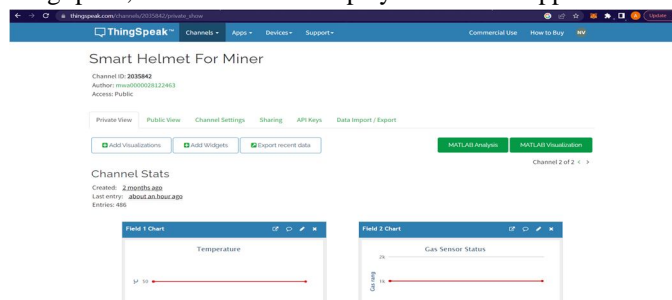 thingspeak.com/channels/2035842/private_show
Update
ThingSpeak™ Channels Apps Devices Support Commercial Use How to Buy NV
Smart Helmet For Miner
Channel ID: 2035842
Author: mwa0000028122463
Access: Public
Private View Public View Channel Settings Sharing API Keys Data Import / Export
Add Visualizations Add Widgets Export recent data MATLAB Analysis MATLAB Visualization
Channel 2 of 2 < >
Channel Stats
Created: 2 months ago
Last entry: about an hour ago
Entries: 486
Field 1 Chart Field 2 Chart
Temperature Gas Sensor Status
2k
50 1k